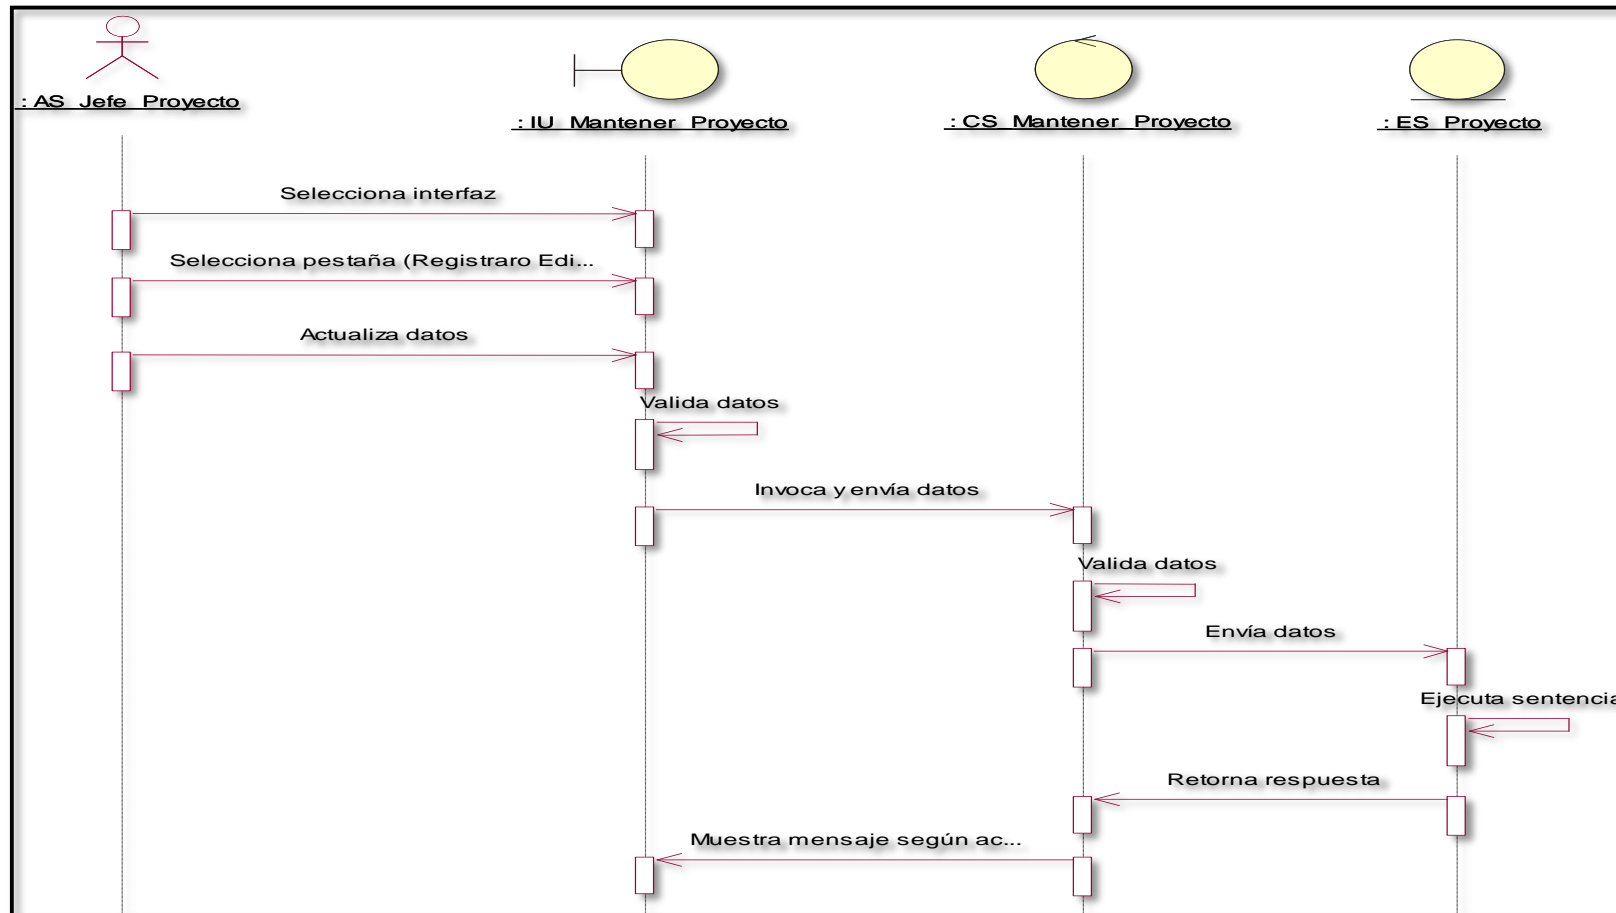 : AS_Jefe_Proyecto
: IU_Mantener_Proyecto
: CS_Mantener_Proyecto
: ES_Proyecto
Selecciona interfaz
Selecciona pestaña (Registraro Edi...
Actualiza datos
Valida datos
Invoca y envía datos
Valida datos
Envía datos
Ejecuta sentencia
Retorna respuesta
Muestra mensaje según ac...